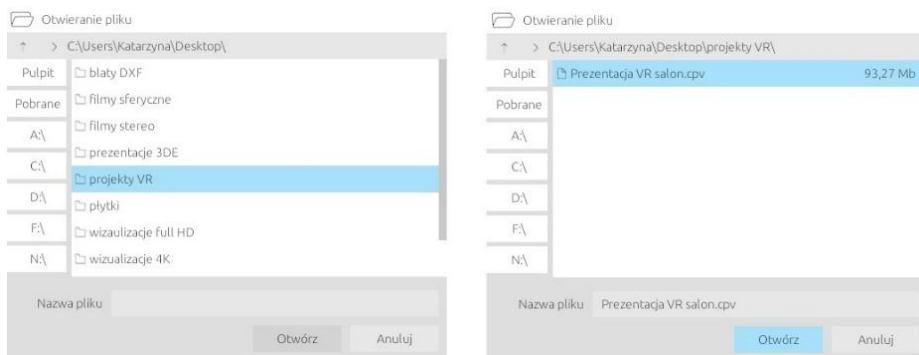 Otwieranie pliku
↑ > C:\Users\Katarzyna\Desktop\
Pulpit
Pobrane
A:\
C:\
D:\
F:\
N:\
blaty DXF
filmy sferyczne
filmy stereo
prezentacje 3DE
projekty VR
płytki
wizaulizacje full HD
wizualizacje 4K
Nazwa pliku
Otwórz Anuluj
Otwieranie pliku
↑ > C:\Users\Katarzyna\Desktop\projekty VR\
Pulpit
Pobrane
A:\
C:\
D:\
F:\
N:\
Prezentacja VR salon.cpv 93,27 Mb
Nazwa pliku Prezentacja VR salon.cpv
Otwórz Anuluj